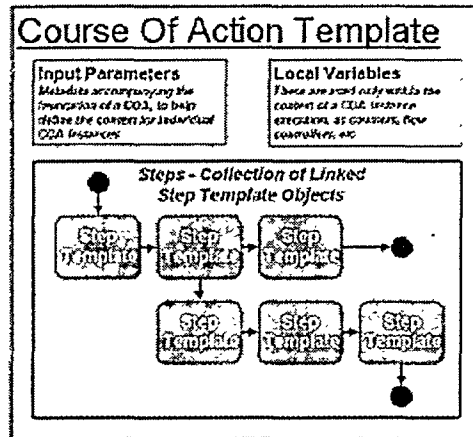 Course Of Action Template
Input Parameters
Metadata accompanying the
invocation of a COA, to help
define the context for individual
COA instances
Local Variables
These are used only within the
context of a COA instance
execution, as counters, flow
controllers, etc
Steps - Collection of Linked
Step Template Objects
Step
Template
Step
Template
Step
Template
Step
Template
Step
Template
Step
Template